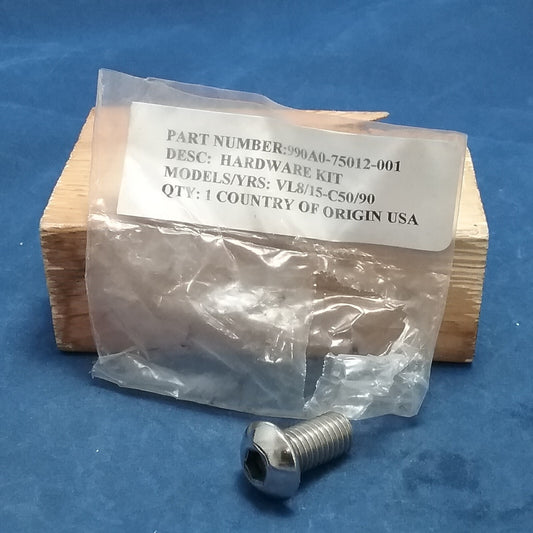 PART NUMBER:990A0-75012-001
DESC: HARDWARE KIT
MODELS/YRS: VL8/15-C50/90
QTY: 1 COUNTRY OF ORIGIN USA